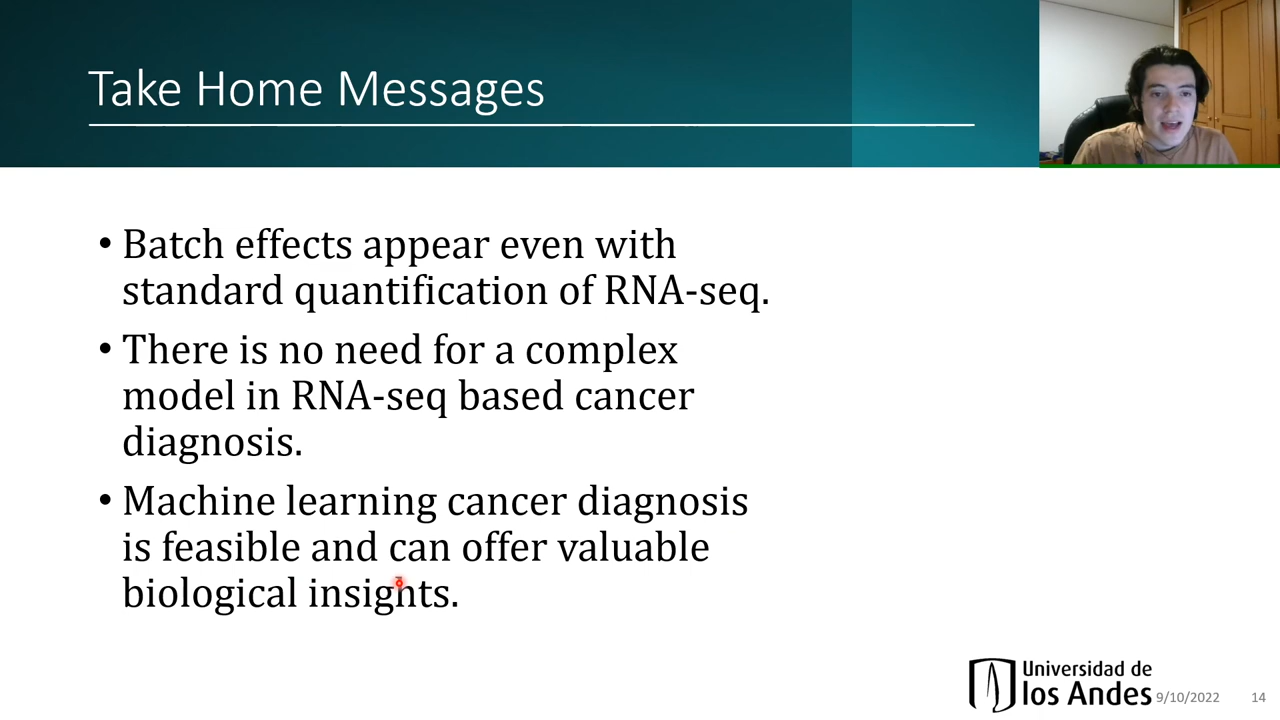 Take Home Messages
• Batch effects appear even with
standard quantification of RNA-seq.
• There is no need for a complex
model in RNA-seq based cancer
diagnosis.
• Machine learning cancer diagnosis
is feasible and can offer valuable
biological insights.
Universidad de
los Andes
9/10/2022
14